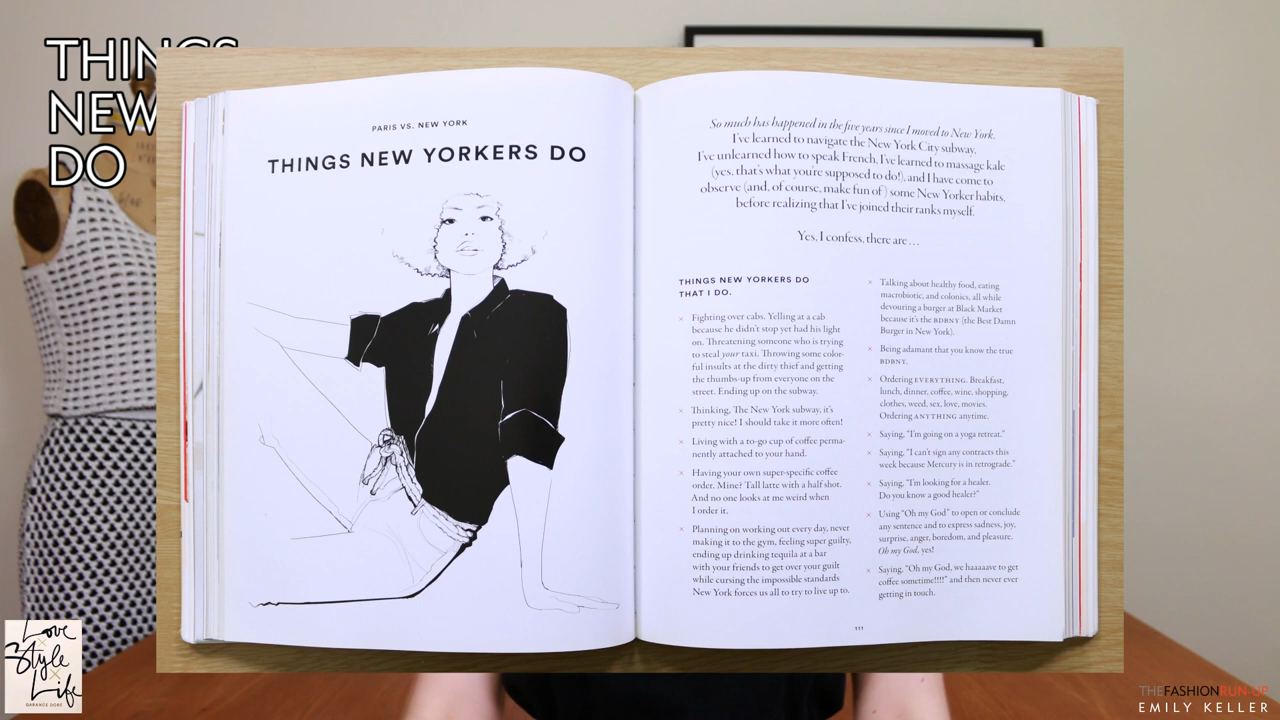 THINGS
NEW
DO
PARIS VS. NEW YORK
THINGS NEW YORKERS DO
So much has happened in the five years since I moved to New York.
I've learned to navigate the New York City subway.
I've unlearned how to speak French. I've learned to massage kale
(yes, that's what you're supposed to do!), and I have come to
observe (and, of course, make fun of) some New Yorker habits,
before realizing that I've joined their ranks myself.
Yes, I confess, there are . . .
THINGS NEW YORKERS DO
THAT I DO.
× Fighting over cabs. Yelling at a cab
because he didn't stop yet had his light
on. Threatening someone who is trying
to steal your taxi. Throwing some color-
ful insults at the dirty thief and getting
the thumbs-up from everyone on the
street. Ending up on the subway.
× Thinking, The New York subway, it's
pretty nice! I should take it more often!
× Living with a to-go cup of coffee perma-
nently attached to your hand.
× Having your own super-specific coffee
order. Mine? Tall latte with a half shot.
And no one looks at me weird when
I order it.
× Planning on working out every day, never
making it to the gym, feeling super guilty,
ending up drinking tequila at a bar
with your friends to get over your guilt
while cursing the impossible standards
New York forces us all to try to live up to.
× Talking about healthy food, eating
macrobiotic, and colonics, all while
devouring a burger at Black Market
because it's the BDBNY (the Best Damn
Burger in New York).
× Being adamant that you know the true
BDBNY.
× Ordering EVERYTHING. Breakfast,
lunch, dinner, coffee, wine, shopping,
clothes, weed, sex, love, movies.
Ordering ANYTHING anytime.
× Saying, "I'm going on a yoga retreat."
× Saying, "I can't sign any contracts this
week because Mercury is in retrograde."
× Saying, "I'm looking for a healer.
Do you know a good healer?"
× Using "Oh my God" to open or conclude
any sentence and to express sadness, joy,
surprise, anger, boredom, and pleasure.
Oh my God, yes!
× Saying, "Oh my God, we haaaaave to get
coffee sometime!!!!" and then never ever
getting in touch.
111
Love
× Style
× Life
GARANCE DORÉ
THEFASHIONRUN-UP
EMILY KELLER